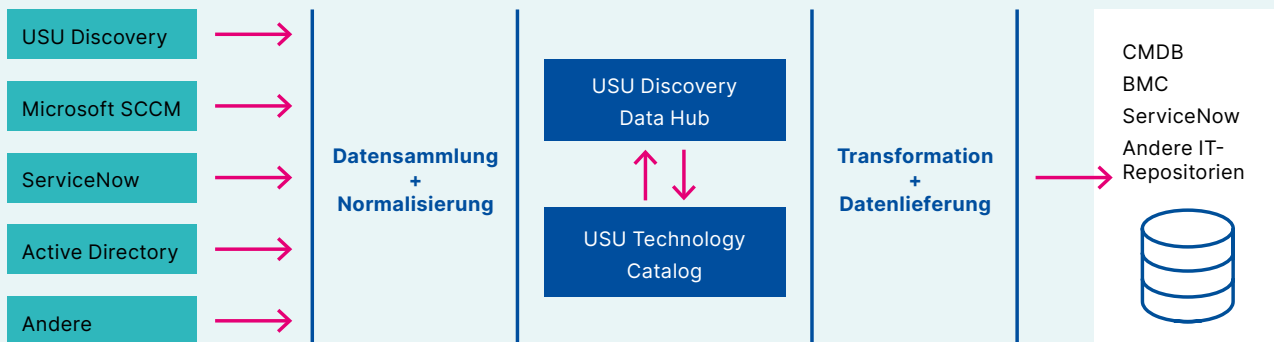 USU Discovery
Microsoft SCCM
ServiceNow
Active Directory
Andere
Datensammlung
+
Normalisierung
USU Discovery
Data Hub
USU Technology
Catalog
Transformation
+
Datenlieferung
CMDB
BMC
ServiceNow
Andere IT-
Repositorien